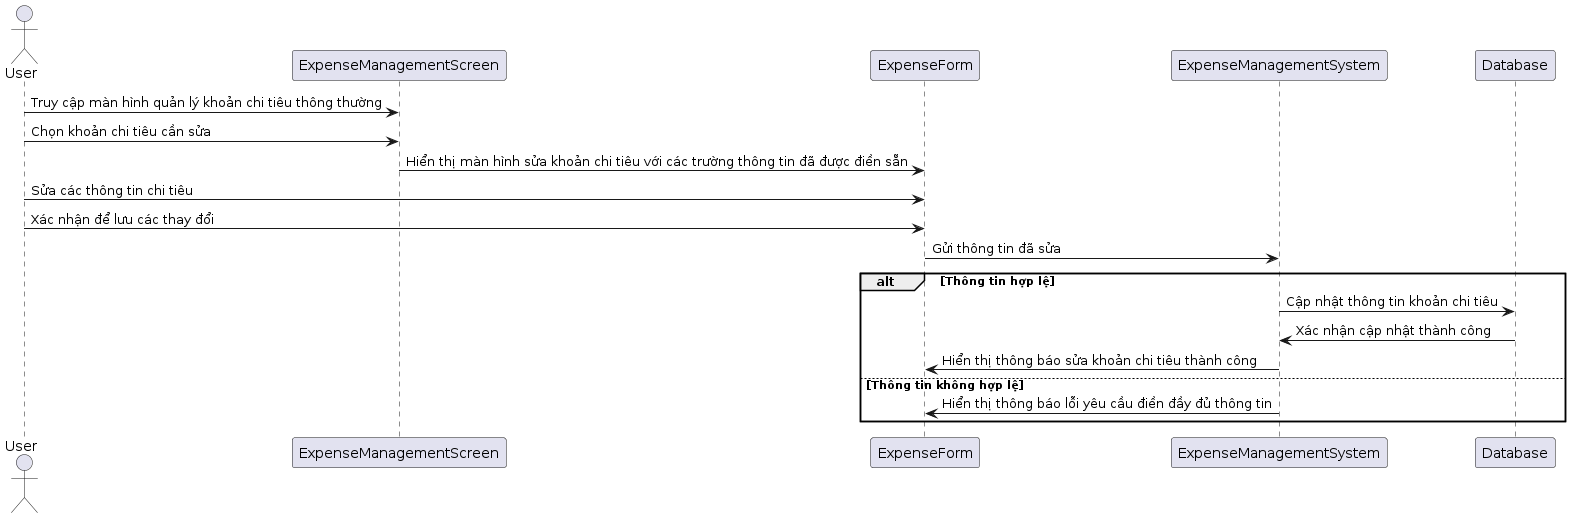 User
ExpenseManagementScreen
ExpenseForm
ExpenseManagementSystem
Database
Truy cập màn hình quản lý khoản chi tiêu thông thường
Chọn khoản chi tiêu cần sửa
Hiển thị màn hình sửa khoản chi tiêu với các trường thông tin đã được điền sẵn
Sửa các thông tin chi tiêu
Xác nhận để lưu các thay đổi
Gửi thông tin đã sửa
alt
[Thông tin hợp lệ]
Cập nhật thông tin khoản chi tiêu
Xác nhận cập nhật thành công
Hiển thị thông báo sửa khoản chi tiêu thành công
[Thông tin không hợp lệ]
Hiển thị thông báo lỗi yêu cầu điền đầy đủ thông tin
User
ExpenseManagementScreen
ExpenseForm
ExpenseManagementSystem
Database